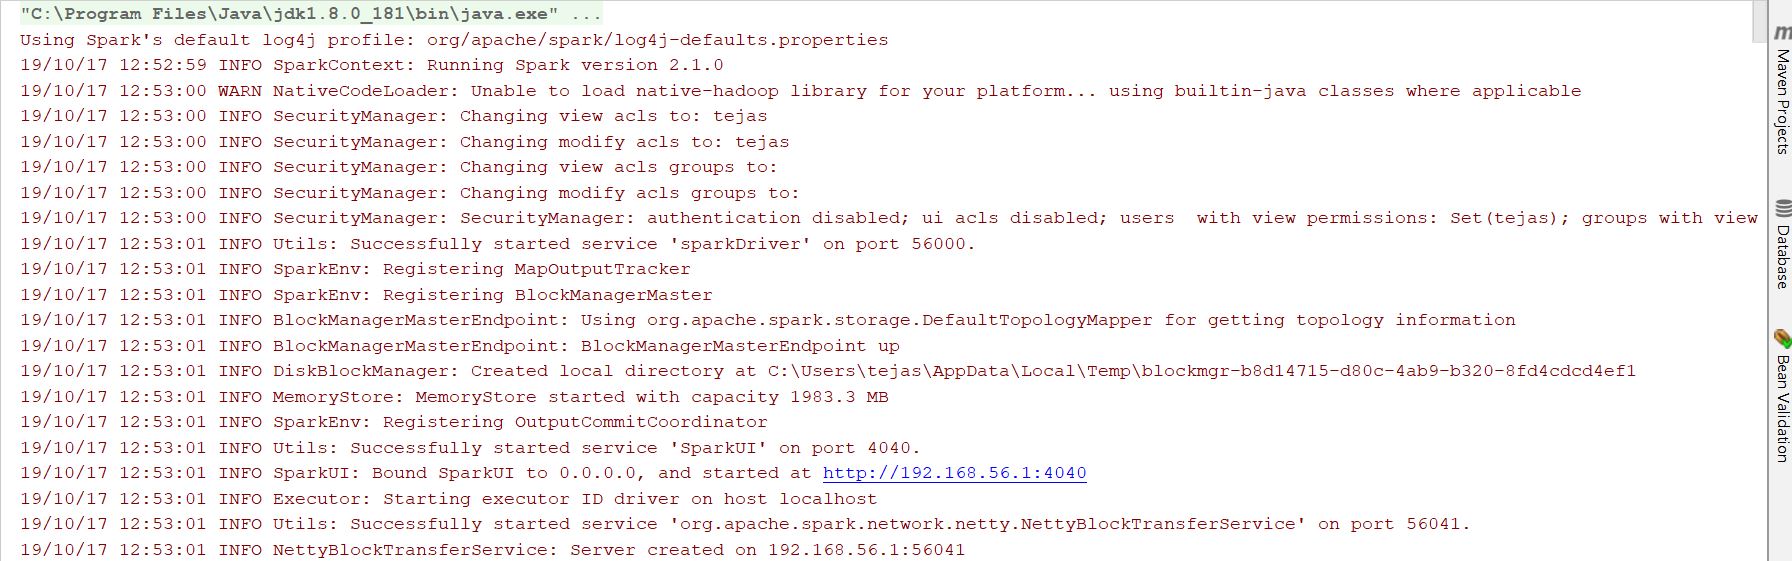 "C:\Program Files\Java\jdk1.8.0_181\bin\java.exe" ...
Using Spark's default log4j profile: org/apache/spark/log4j-defaults.properties
19/10/17 12:52:59 INFO SparkContext: Running Spark version 2.1.0
19/10/17 12:53:00 WARN NativeCodeLoader: Unable to load native-hadoop library for your platform... using builtin-java classes where applicable
19/10/17 12:53:00 INFO SecurityManager: Changing view acls to: tejas
19/10/17 12:53:00 INFO SecurityManager: Changing modify acls to: tejas
19/10/17 12:53:00 INFO SecurityManager: Changing view acls groups to:
19/10/17 12:53:00 INFO SecurityManager: Changing modify acls groups to:
19/10/17 12:53:00 INFO SecurityManager: SecurityManager: authentication disabled; ui acls disabled; users  with view permissions: Set(tejas); groups with view
19/10/17 12:53:01 INFO Utils: Successfully started service 'sparkDriver' on port 56000.
19/10/17 12:53:01 INFO SparkEnv: Registering MapOutputTracker
19/10/17 12:53:01 INFO SparkEnv: Registering BlockManagerMaster
19/10/17 12:53:01 INFO BlockManagerMasterEndpoint: Using org.apache.spark.storage.DefaultTopologyMapper for getting topology information
19/10/17 12:53:01 INFO BlockManagerMasterEndpoint: BlockManagerMasterEndpoint up
19/10/17 12:53:01 INFO DiskBlockManager: Created local directory at C:\Users\tejas\AppData\Local\Temp\blockmgr-b8d14715-d80c-4ab9-b320-8fd4cdcd4ef1
19/10/17 12:53:01 INFO MemoryStore: MemoryStore started with capacity 1983.3 MB
19/10/17 12:53:01 INFO SparkEnv: Registering OutputCommitCoordinator
19/10/17 12:53:01 INFO Utils: Successfully started service 'SparkUI' on port 4040.
19/10/17 12:53:01 INFO SparkUI: Bound SparkUI to 0.0.0.0, and started at http://192.168.56.1:4040
19/10/17 12:53:01 INFO Executor: Starting executor ID driver on host localhost
19/10/17 12:53:01 INFO Utils: Successfully started service 'org.apache.spark.network.netty.NettyBlockTransferService' on port 56041.
19/10/17 12:53:01 INFO NettyBlockTransferService: Server created on 192.168.56.1:56041
m Maven Projects
Database
Bean Validation